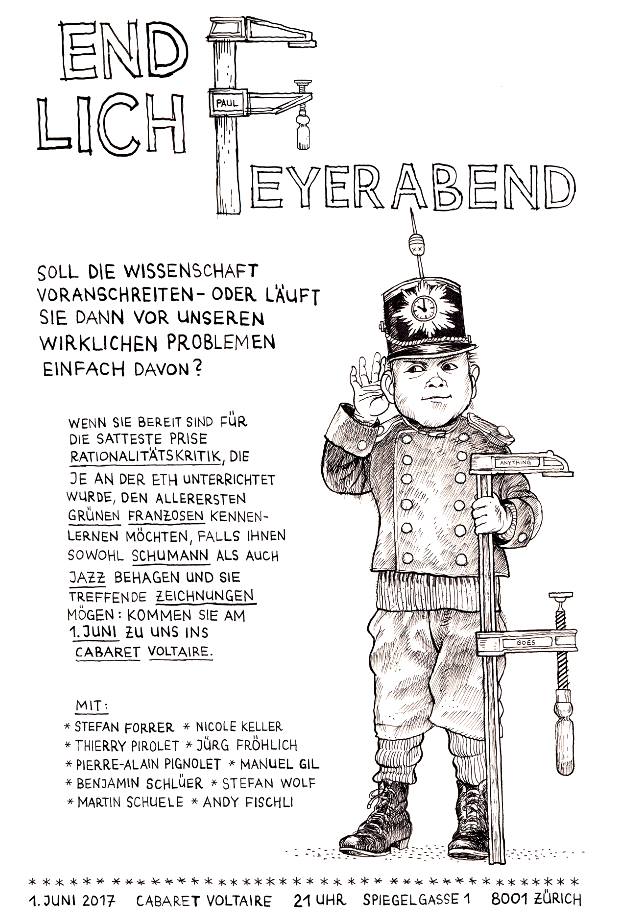 END
LICH
PAUL
FEYERABEND
SOLL DIE WISSENSCHAFT
VORANSCHREITEN – ODER LÄUFT
SIE DANN VOR UNSEREN
WIRKLICHEN PROBLEMEN
EINFACH DAVON?
WENN SIE BEREIT SIND FÜR
DIE SATTESTE PRISE
RATIONALITÄTSKRITIK, DIE
JE AN DER ETH UNTERRICHTET
WURDE, DEN ALLERERSTEN
GRÜNEN FRANZOSEN KENNEN-
LERNEN MÖCHTEN, FALLS IHNEN
SOWOHL SCHUMANN ALS AUCH
JAZZ BEHAGEN UND SIE
TREFFENDE ZEICHNUNGEN
MÖGEN: KOMMEN SIE AM
1. JUNI ZU UNS INS
CABARET VOLTAIRE.
ANYTHING
GOES
MIT:
* STEFAN FORRER * NICOLE KELLER
* THIERRY PIROLET * JÜRG FRÖHLICH
* PIERRE-ALAIN PIGNOLET * MANUEL GIL
* BENJAMIN SCHLÜER * STEFAN WOLF
* MARTIN SCHUELE * ANDY FISCHLI
1. JUNI 2017 CABARET VOLTAIRE 21 UHR SPIEGELGASSE 1 8001 ZÜRICH